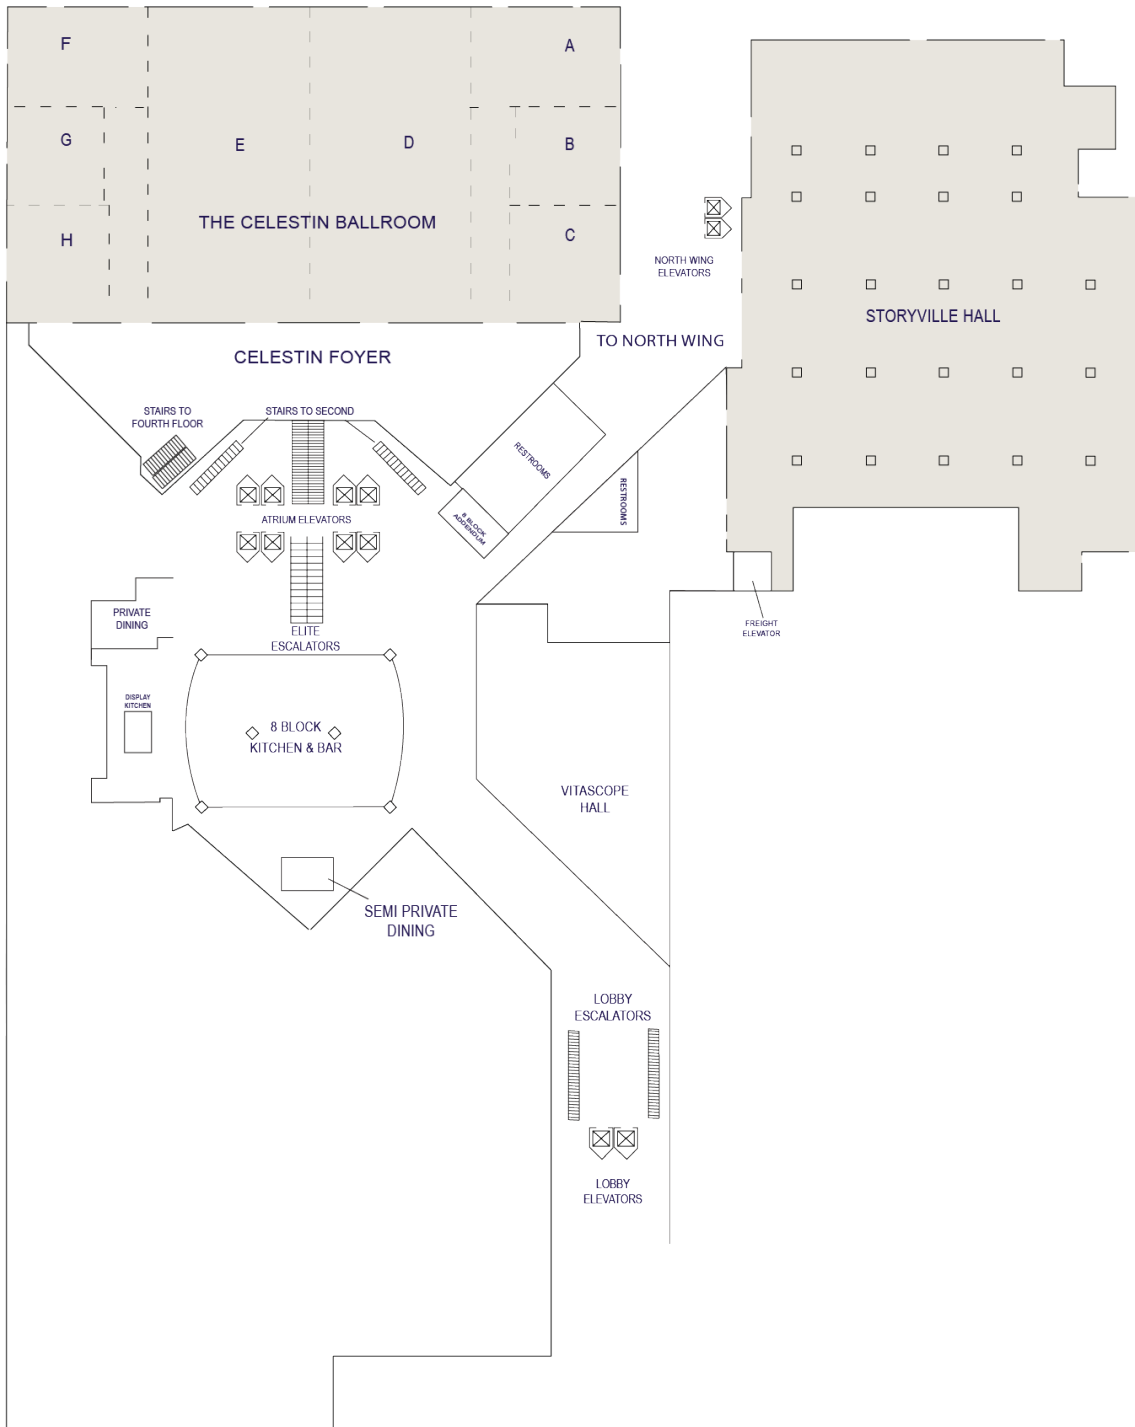 F
A
G
E
D
B
THE CELESTIN BALLROOM
H
C
NORTH WING
ELEVATORS
STORYVILLE HALL
TO NORTH WING
CELESTIN FOYER
STAIRS TO
FOURTH FLOOR
STAIRS TO SECOND
RESTROOMS
RESTROOMS
8 BLOCK
ADDENDUM
ATRIUM ELEVATORS
PRIVATE
DINING
ELITE
ESCALATORS
FREIGHT
ELEVATOR
DISPLAY
KITCHEN
8 BLOCK
KITCHEN & BAR
VITASCOPE
HALL
SEMI PRIVATE
DINING
LOBBY
ESCALATORS
LOBBY
ELEVATORS